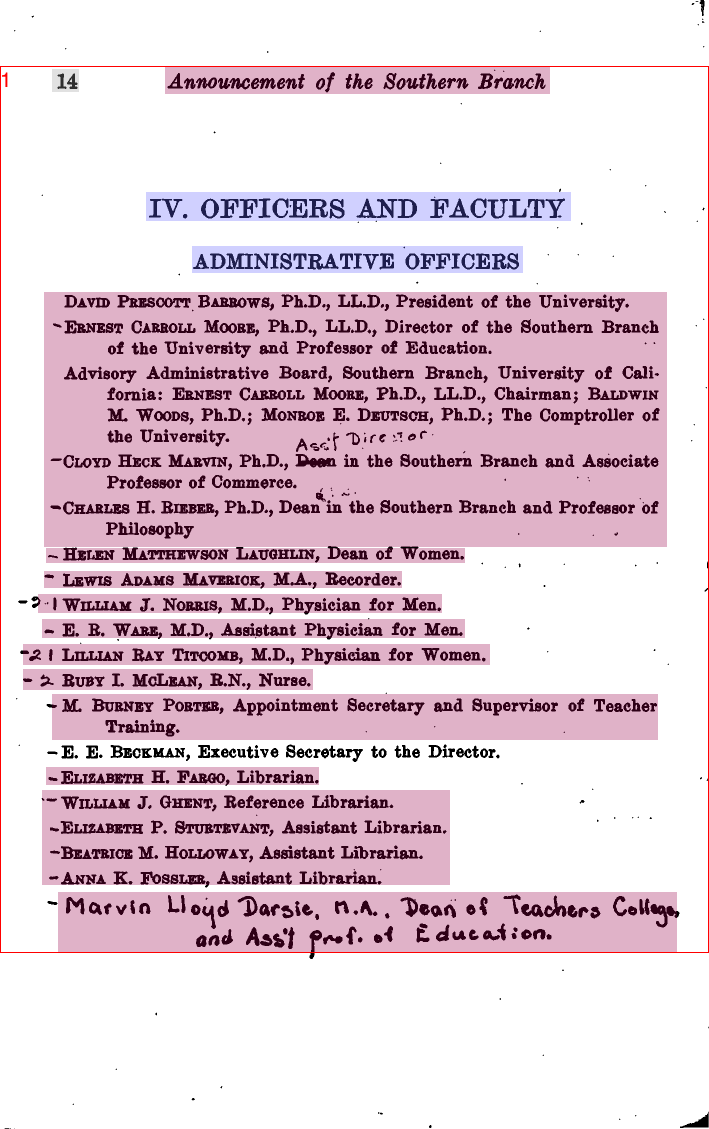 1
14 Announcement of the Southern Branch
IV. OFFICERS AND FACULTY
ADMINISTRATIVE OFFICERS
DAVID PRESCOTT BARROWS, Ph.D., LL.D., President of the University.
-ERNEST CARROLL MOORE, Ph.D., LL.D., Director of the Southern Branch
of the University and Professor of Education.
Advisory Administrative Board, Southern Branch, University of Cali-
fornia: ERNEST CARROLL MOORE, Ph.D., LL.D., Chairman; BALDWIN
M. WOODS, Ph.D.; MONROE E. DEUTSCH, Ph.D.; The Comptroller of
the University.
Ass't Director
-CLOYD HECK MARVIN, Ph.D., Dean in the Southern Branch and Associate
Professor of Commerce.
-CHARLES H. RIEBER, Ph.D., Dean in the Southern Branch and Professor of
Philosophy
- HELEN MATTHEWSON LAUGHLIN, Dean of Women.
- LEWIS ADAMS MAVERICK, M.A., Recorder.
-21 WILLIAM J. NORRIS, M.D., Physician for Men.
- E. R. WARE, M.D., Assistant Physician for Men.
-21 LILLIAN RAY TITCOMB, M.D., Physician for Women.
- 2 RUBY I. MCLEAN, R.N., Nurse.
- M. BURNEY PORTER, Appointment Secretary and Supervisor of Teacher
Training.
- E. E. BECKMAN, Executive Secretary to the Director.
- ELIZABETH H. FARGO, Librarian.
- WILLIAM J. GHENT, Reference Librarian.
-ELIZABETH P. STURTEVANT, Assistant Librarian.
-BEATRICE M. HOLLOWAY, Assistant Librarian.
-ANNA K. FOSSLER, Assistant Librarian.
- Marvin Lloyd Darsie, M.A., Dean of Teachers College,
and Ass't prof. of Education.